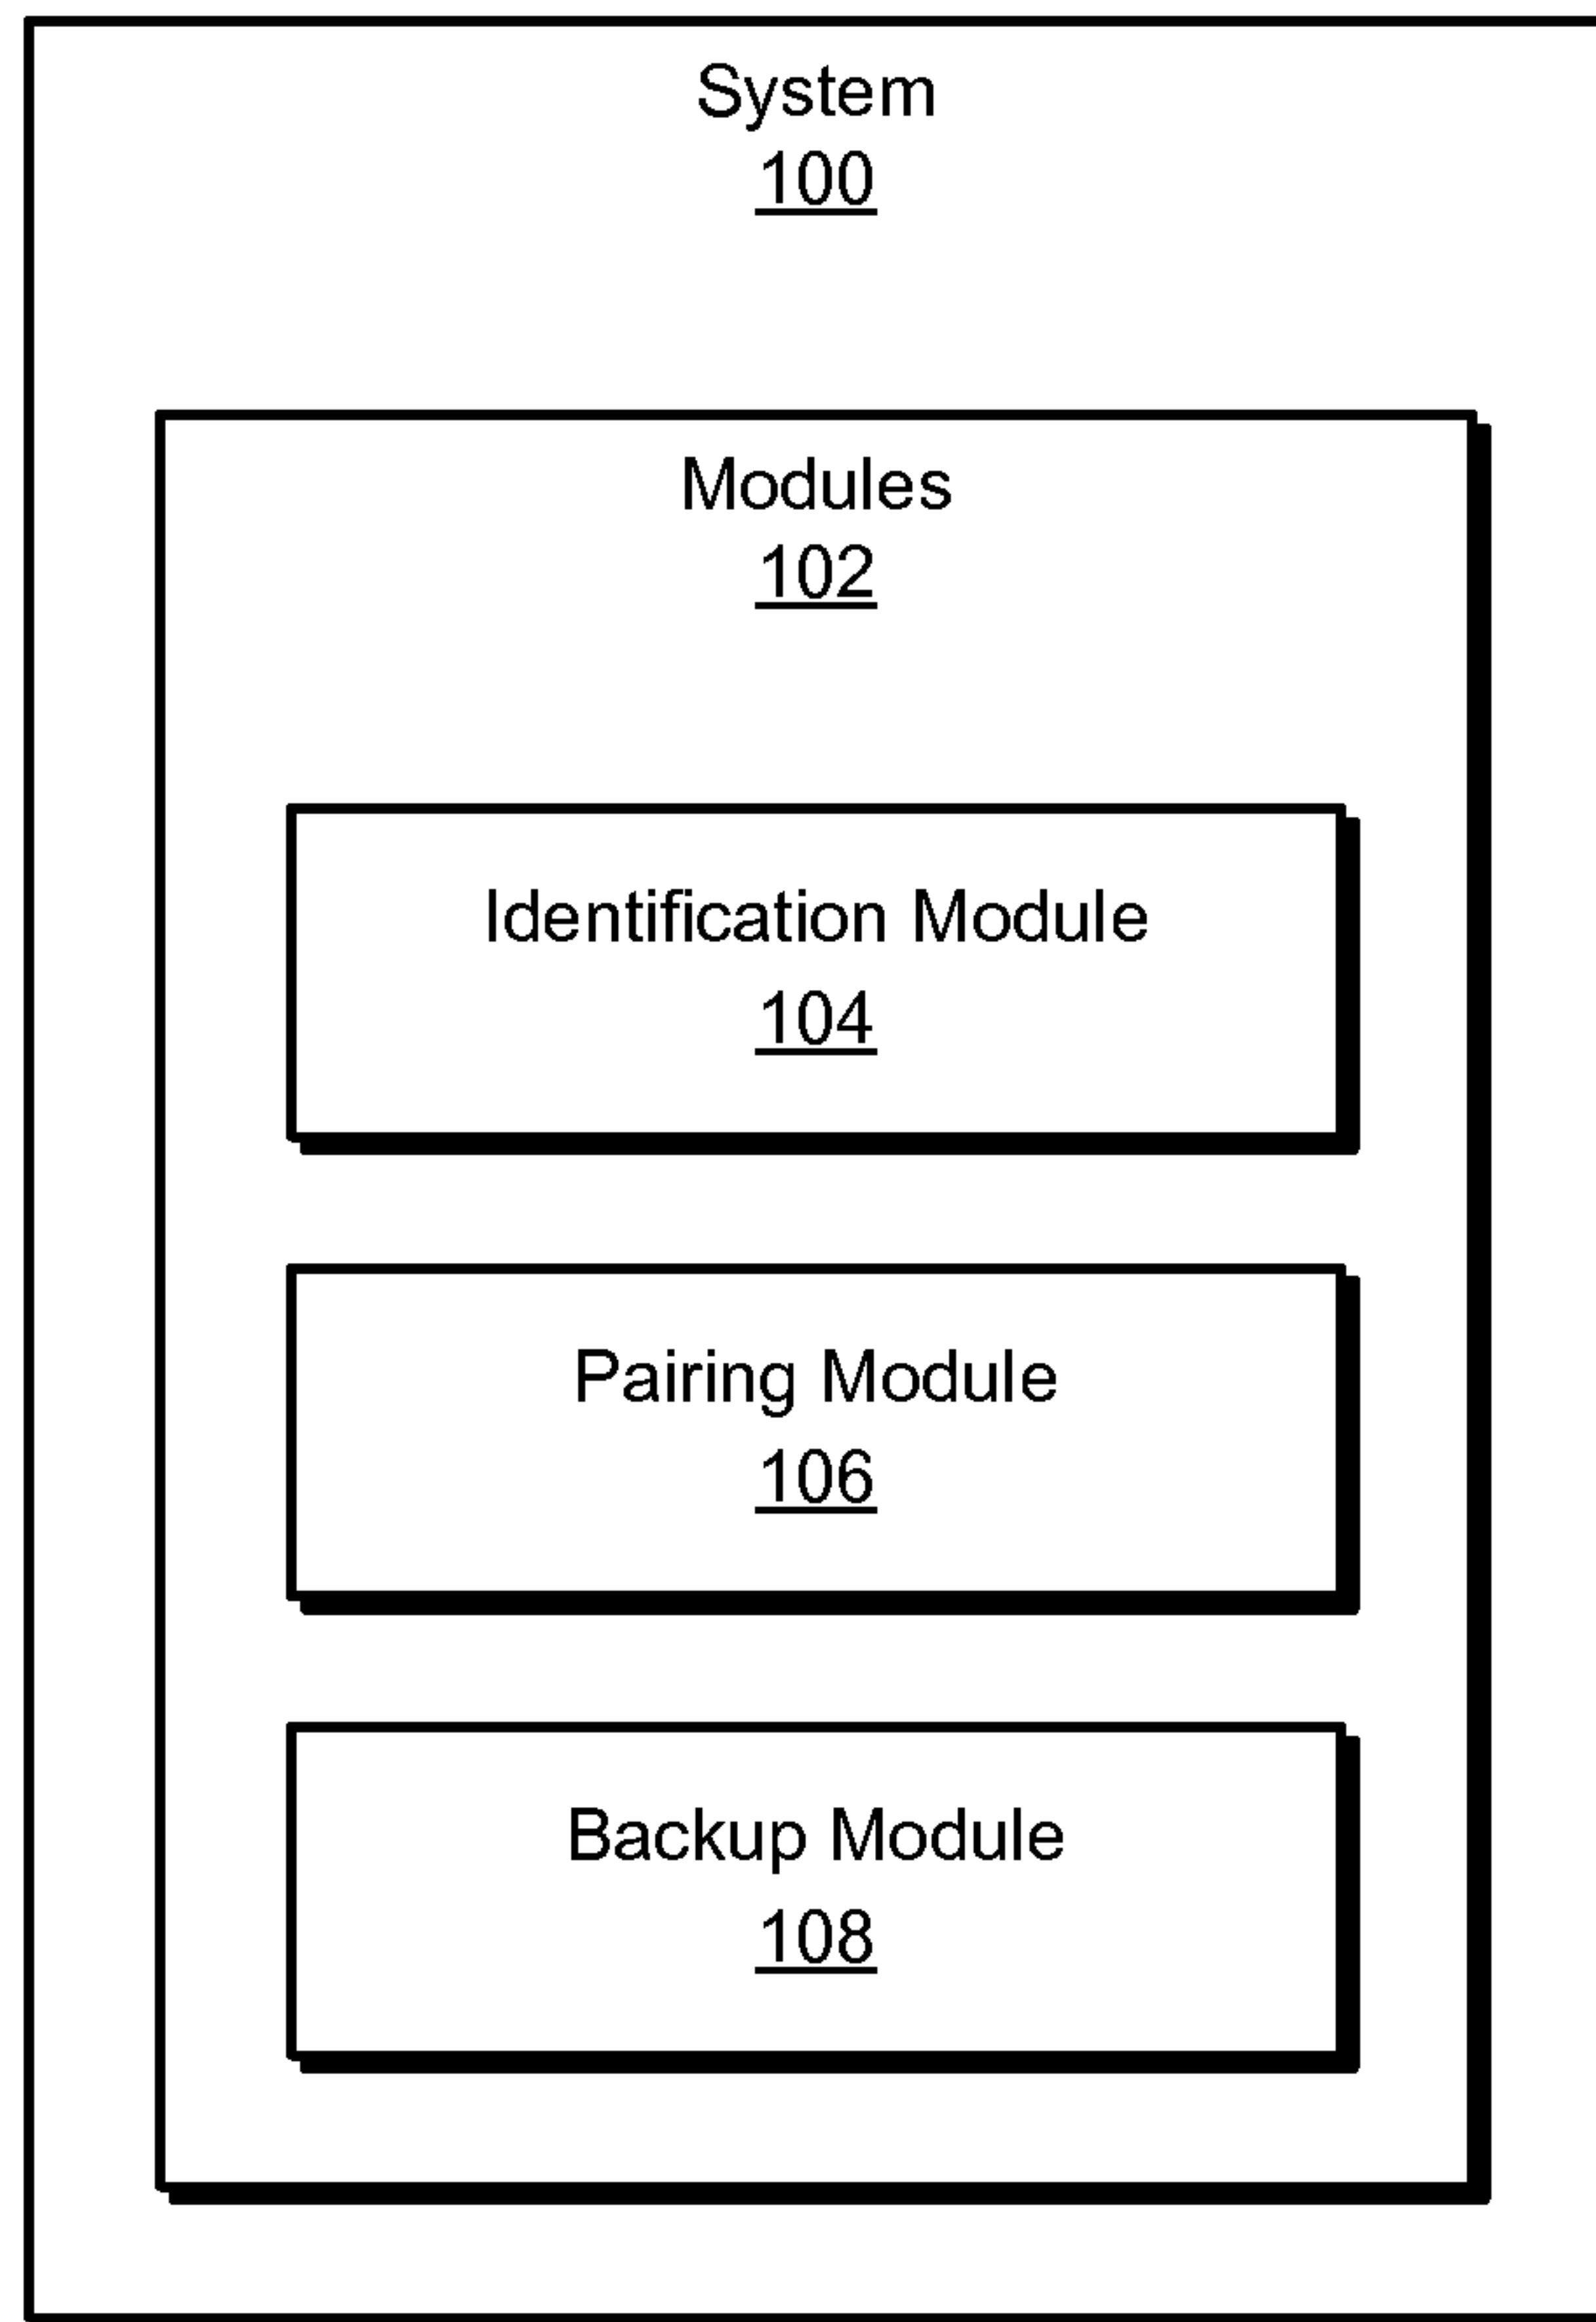 System
100
Modules
102
Identification Module
104
Pairing Module
106
Backup Module
108